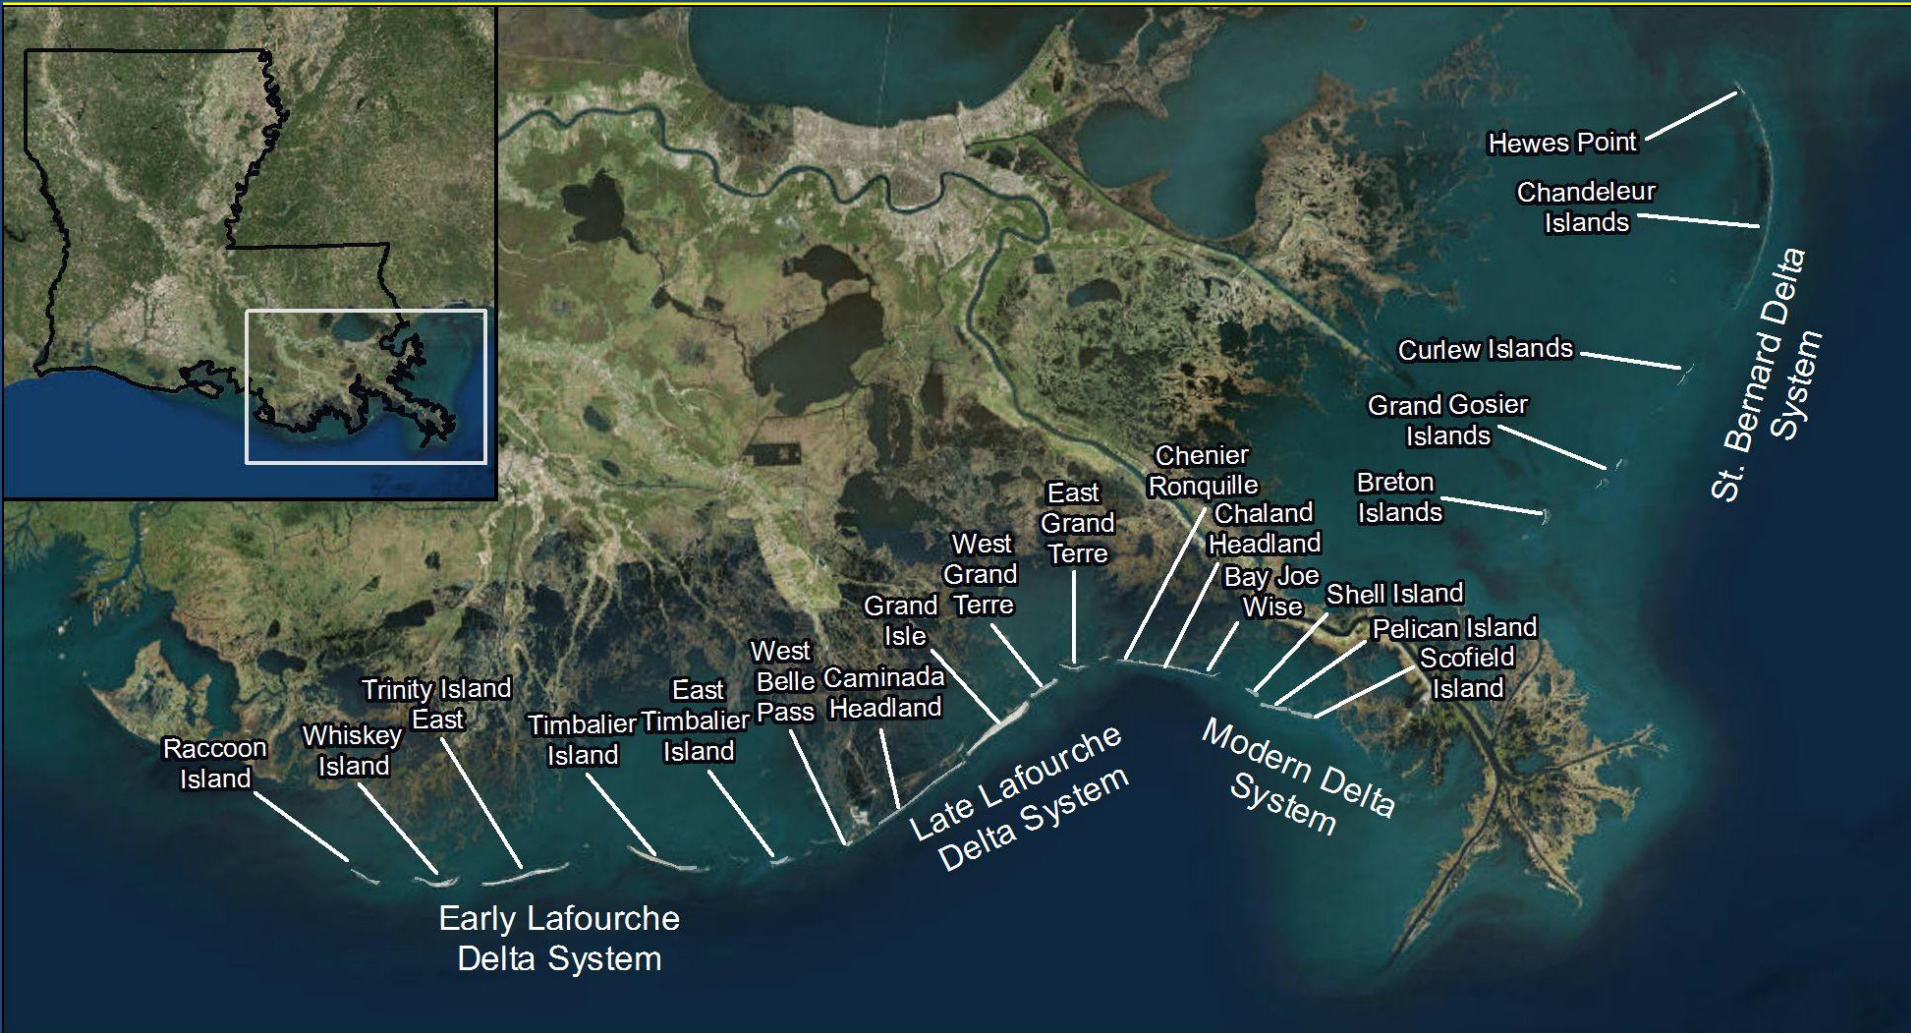 Hewes Point
Chandeleur
Islands
St. Bernard Delta
System
Curlew Islands
Grand Gosier
Islands
Breton
Islands
Chenier
Ronquille
East
Grand
Terre
Chaland
Headland
West
Grand
Terre
Bay Joe
Wise
Shell Island
Grand
Isle
Pelican Island
Scofield
Island
West
Belle
Pass
Caminada
Headland
Trinity Island
East
East
Timbalier
Island
Timbalier
Island
Whiskey
Island
Raccoon
Island
Late Lafourche
Delta System
Modern Delta
System
Early Lafourche
Delta System